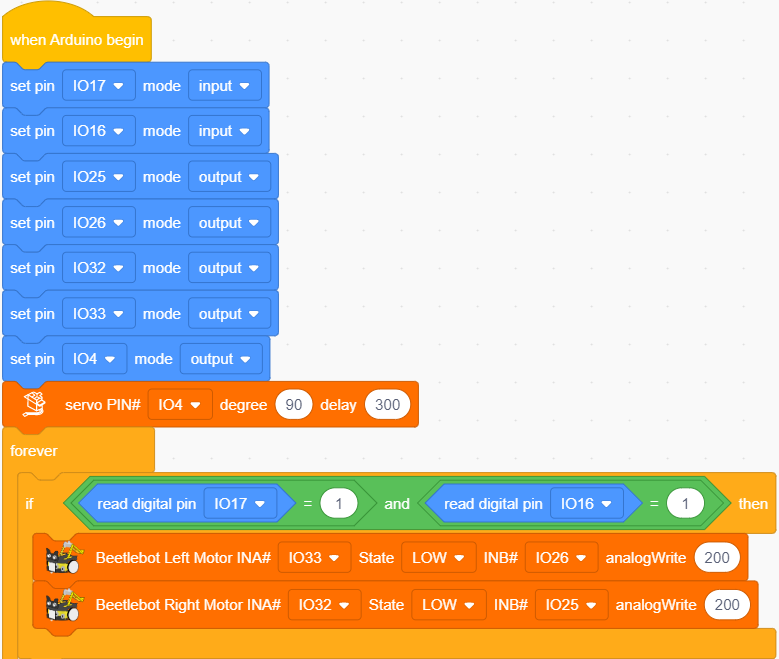 when Arduino begin
set pin IO17 mode input
set pin IO16 mode input
set pin IO25 mode output
set pin IO26 mode output
set pin IO32 mode output
set pin IO33 mode output
set pin IO4 mode output
servo PIN# IO4 degree 90 delay 300
forever
if read digital pin IO17 = 1 and read digital pin IO16 = 1 then
Beetlebot Left Motor INA# IO33 State LOW INB# IO26 analogWrite 200
Beetlebot Right Motor INA# IO32 State LOW INB# IO25 analogWrite 200